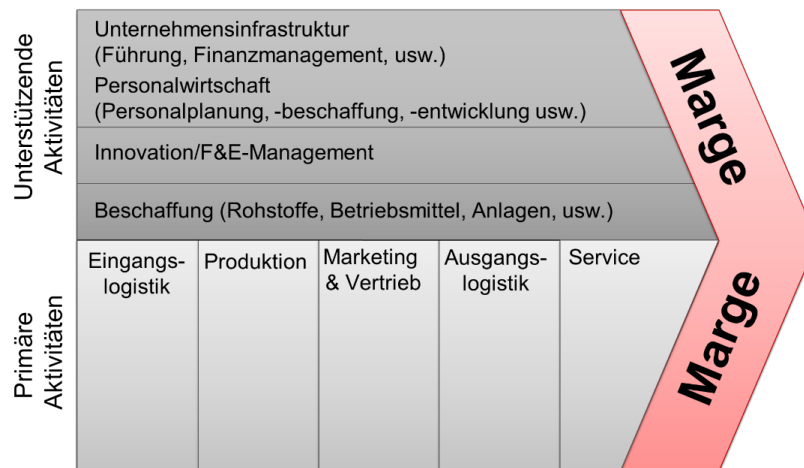 Unterstützende
Aktivitäten
Unternehmensinfrastruktur
(Führung, Finanzmanagement, usw.)
Personalwirtschaft
(Personalplanung, -beschaffung, -entwicklung usw.)
Innovation/F&E-Management
Beschaffung (Rohstoffe, Betriebsmittel, Anlagen, usw.)
Marge
Primäre
Aktivitäten
Eingangs-
logistik
Produktion
Marketing
& Vertrieb
Ausgangs-
logistik
Service
Marge